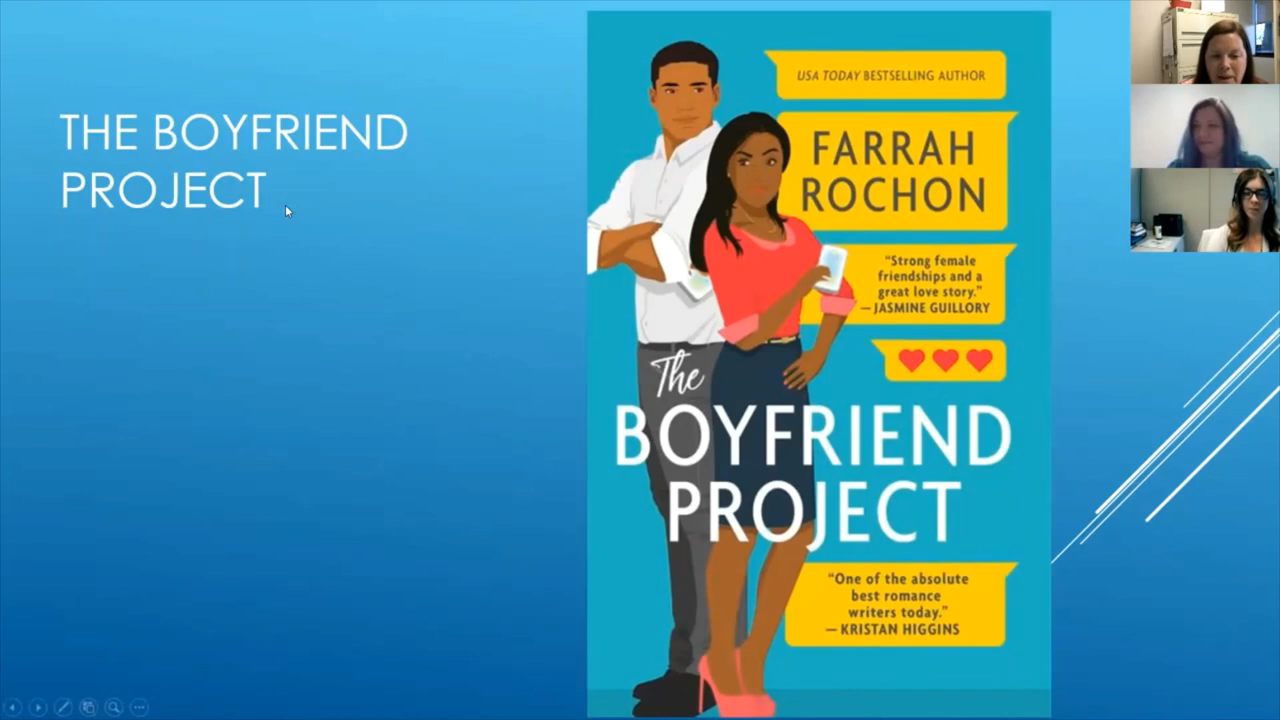 THE BOYFRIEND
PROJECT
USA TODAY BESTSELLING AUTHOR
FARRAH
ROCHON
“Strong female
friendships and a
great love story.”
— JASMINE GUILLORY
The
BOYFRIEND
PROJECT
“One of the absolute
best romance
writers today.”
— KRISTAN HIGGINS